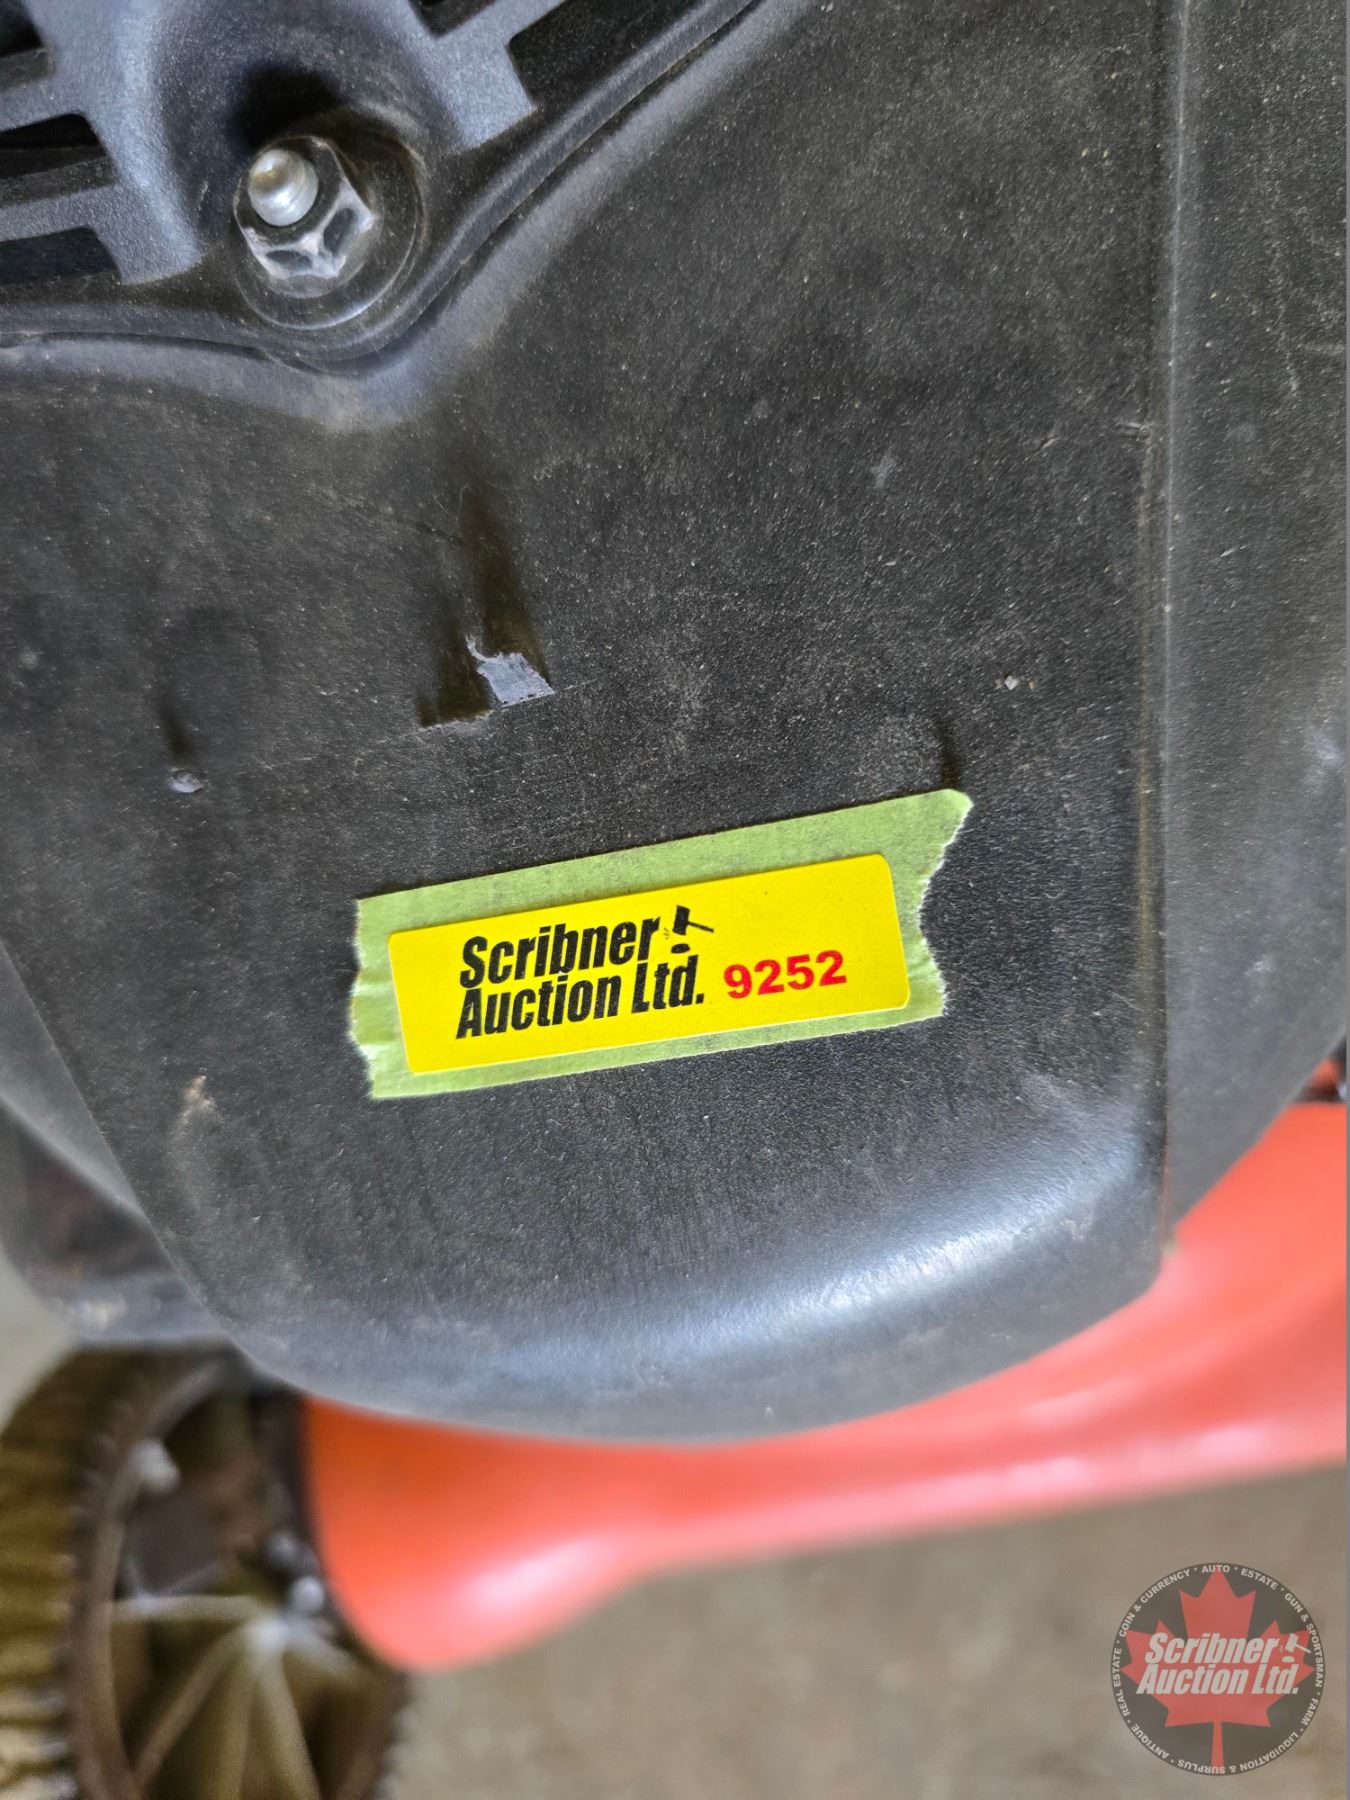 Scribner
Auction Ltd. 9252
COIN & CURRENCY · AUTO · ESTATE · GUN & SPORTSMAN · FARM · LIQUIDATION & SURPLUS · ANTIQUE · REAL ESTATE ·
Scribner
Auction Ltd.